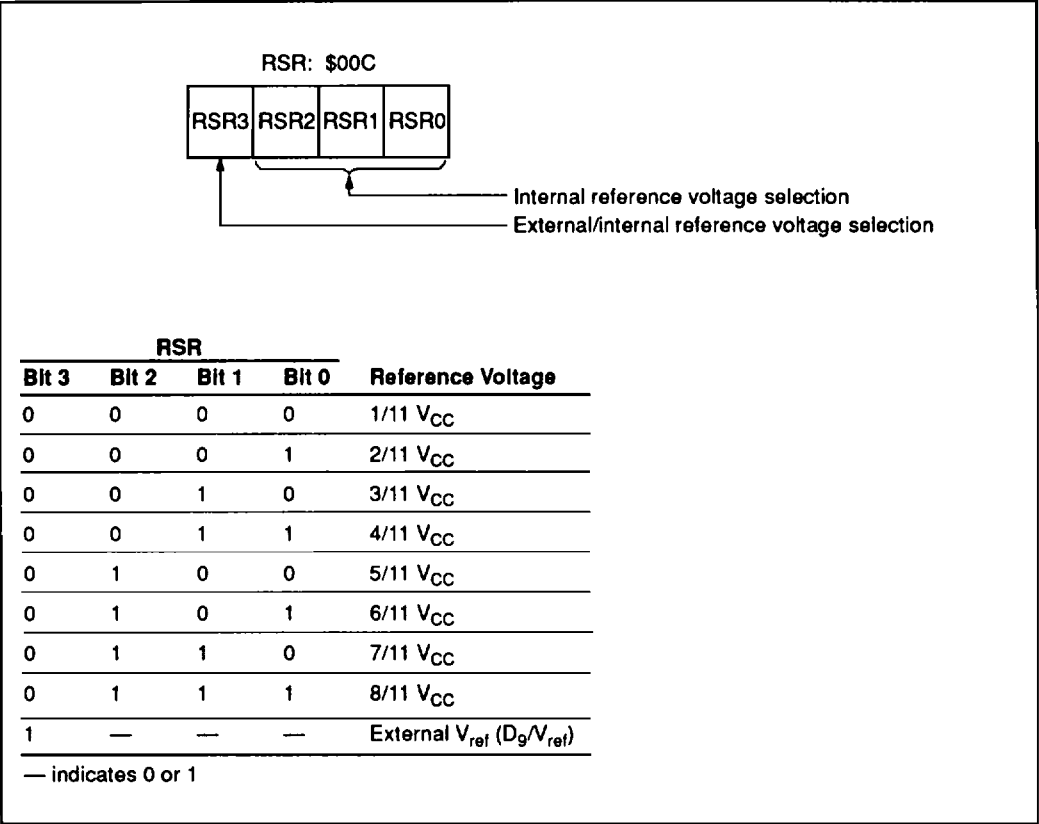 RSR: $00C
RSR3 RSR2 RSR1 RSR0
Internal reference voltage selection
External/internal reference voltage selection
RSR
Bit 3 Bit 2 Bit 1 Bit 0 Reference Voltage
0 0 0 0 1/11 VCC
0 0 0 1 2/11 VCC
0 0 1 0 3/11 VCC
0 0 1 1 4/11 VCC
0 1 0 0 5/11 VCC
0 1 0 1 6/11 VCC
0 1 1 0 7/11 VCC
0 1 1 1 8/11 VCC
1 — — — External Vref (D9/Vref)
— indicates 0 or 1